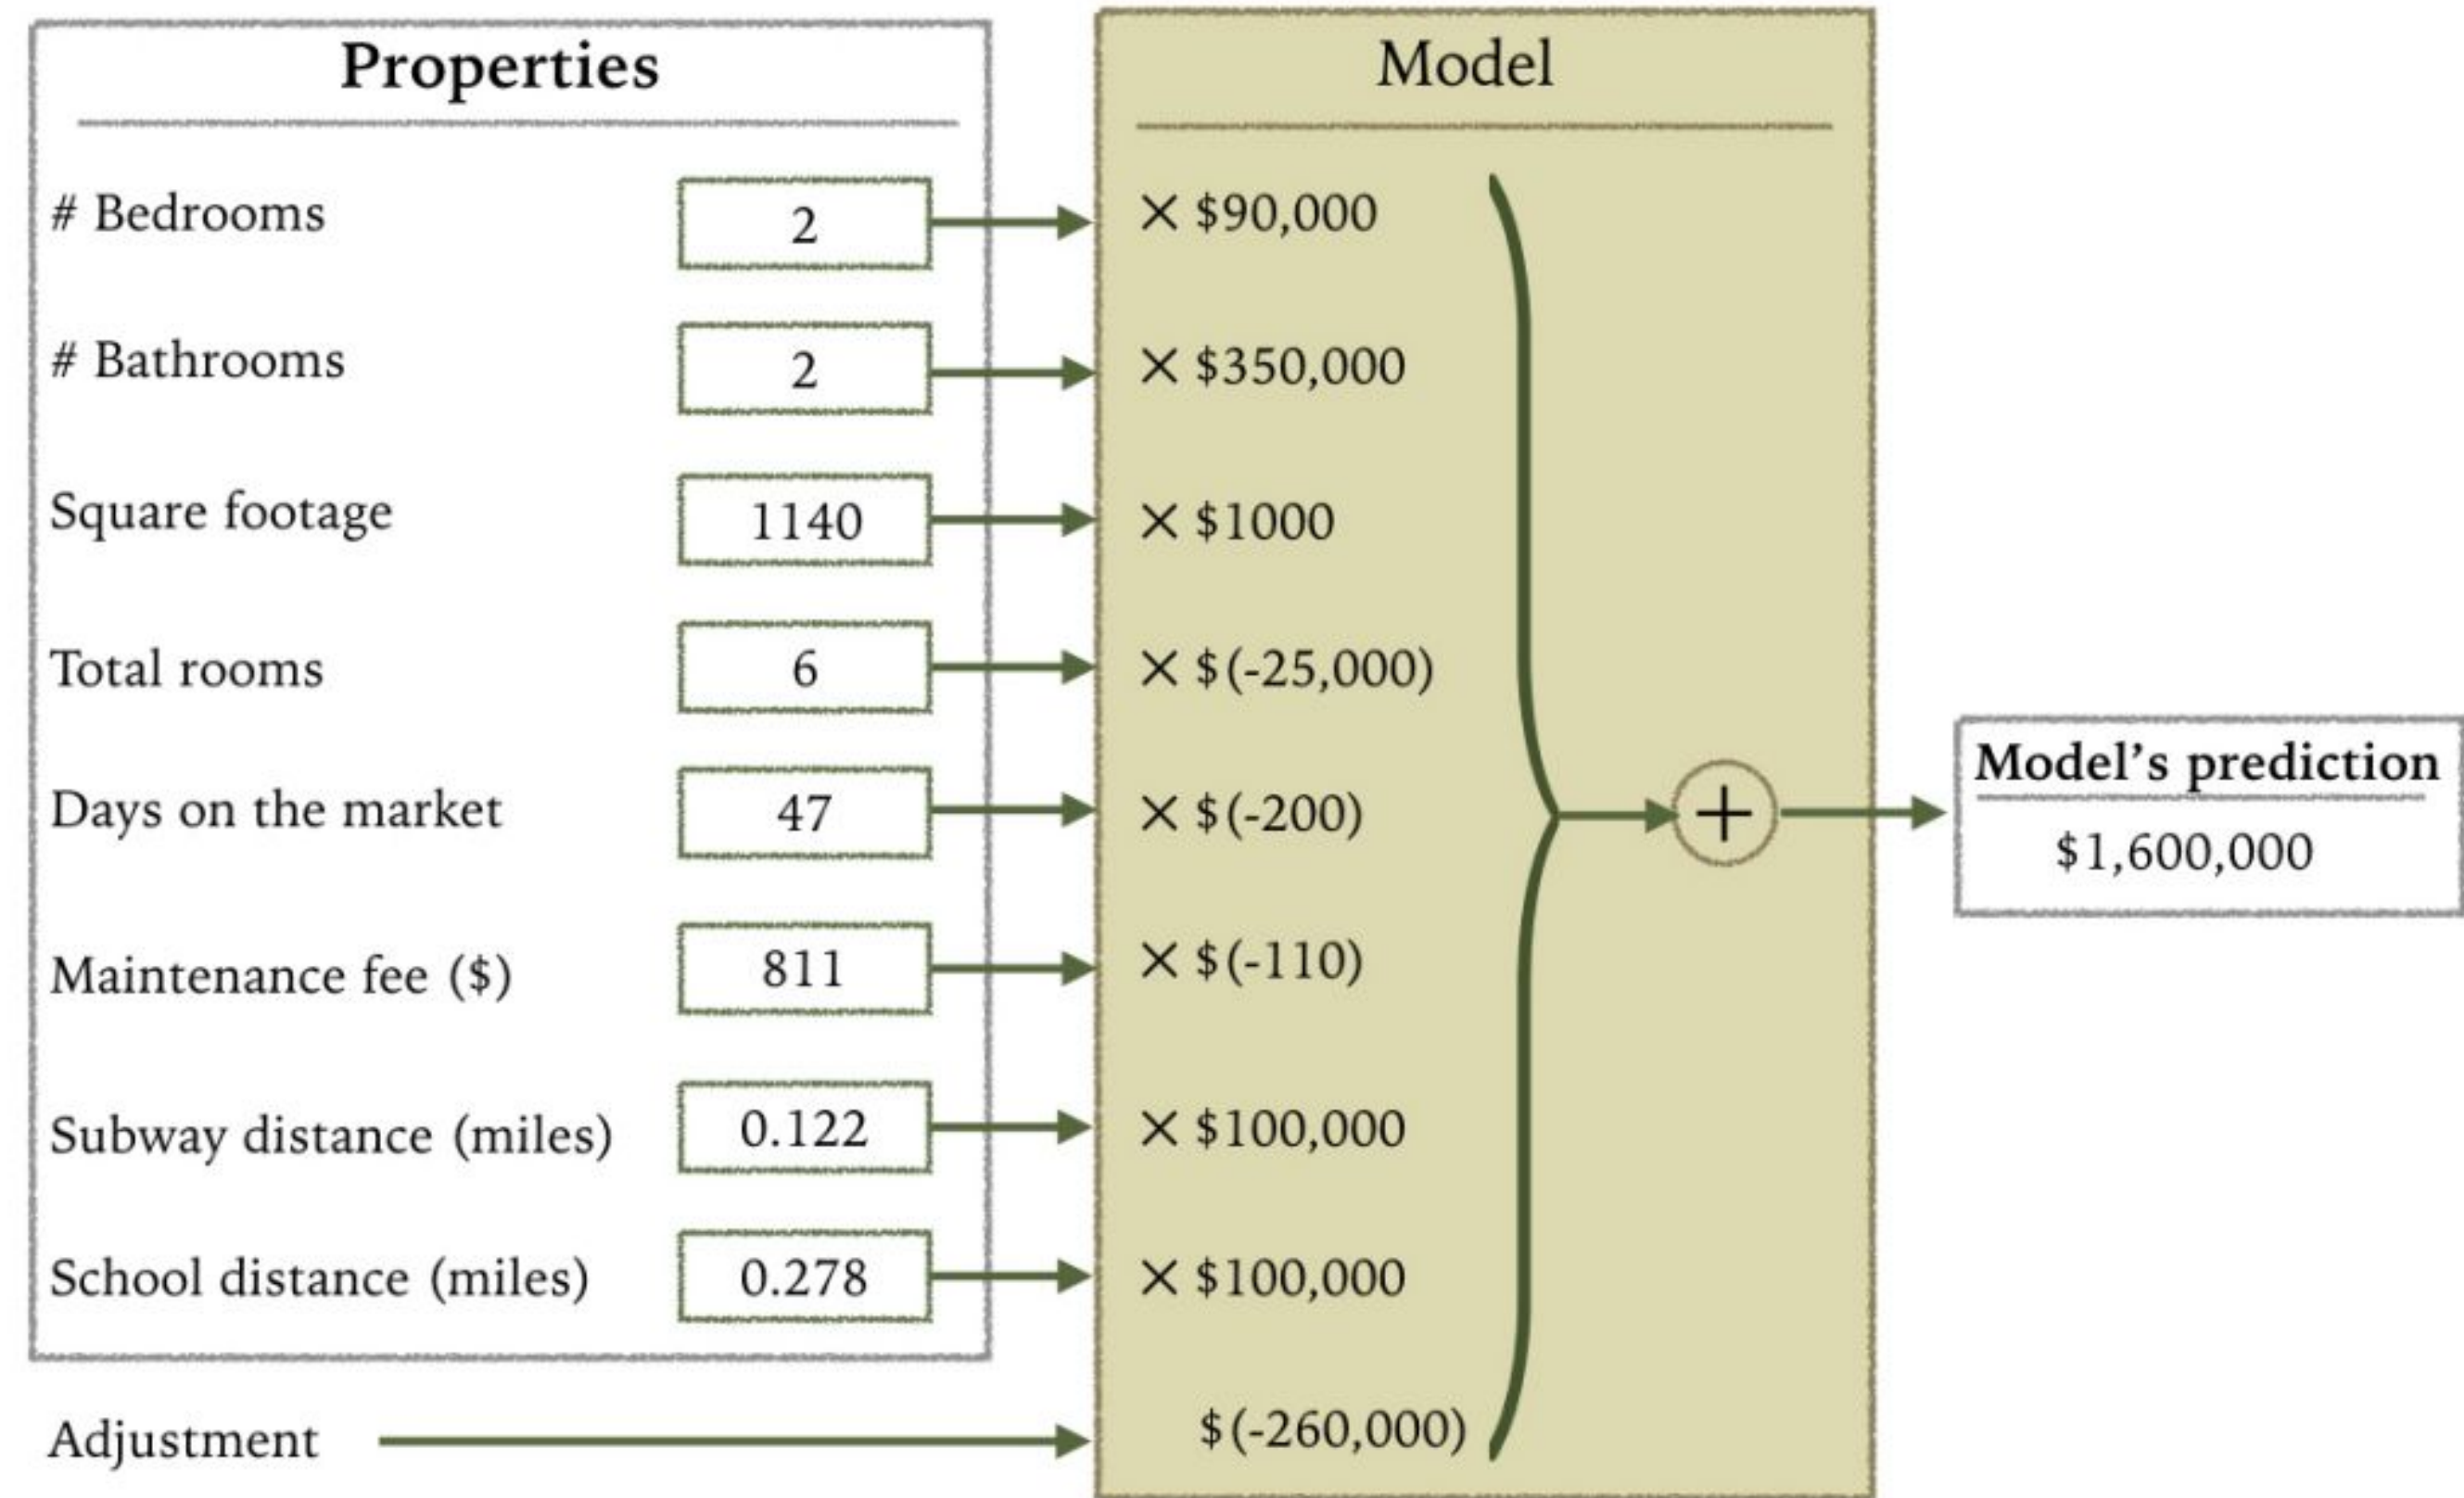 Properties
# Bedrooms 2
# Bathrooms 2
Square footage 1140
Total rooms 6
Days on the market 47
Maintenance fee ($) 811
Subway distance (miles) 0.122
School distance (miles) 0.278
Adjustment
Model
× $90,000
× $350,000
× $1000
× $(-25,000)
× $(-200)
× $(-110)
× $100,000
× $100,000
$(-260,000)
+
Model's prediction
$1,600,000